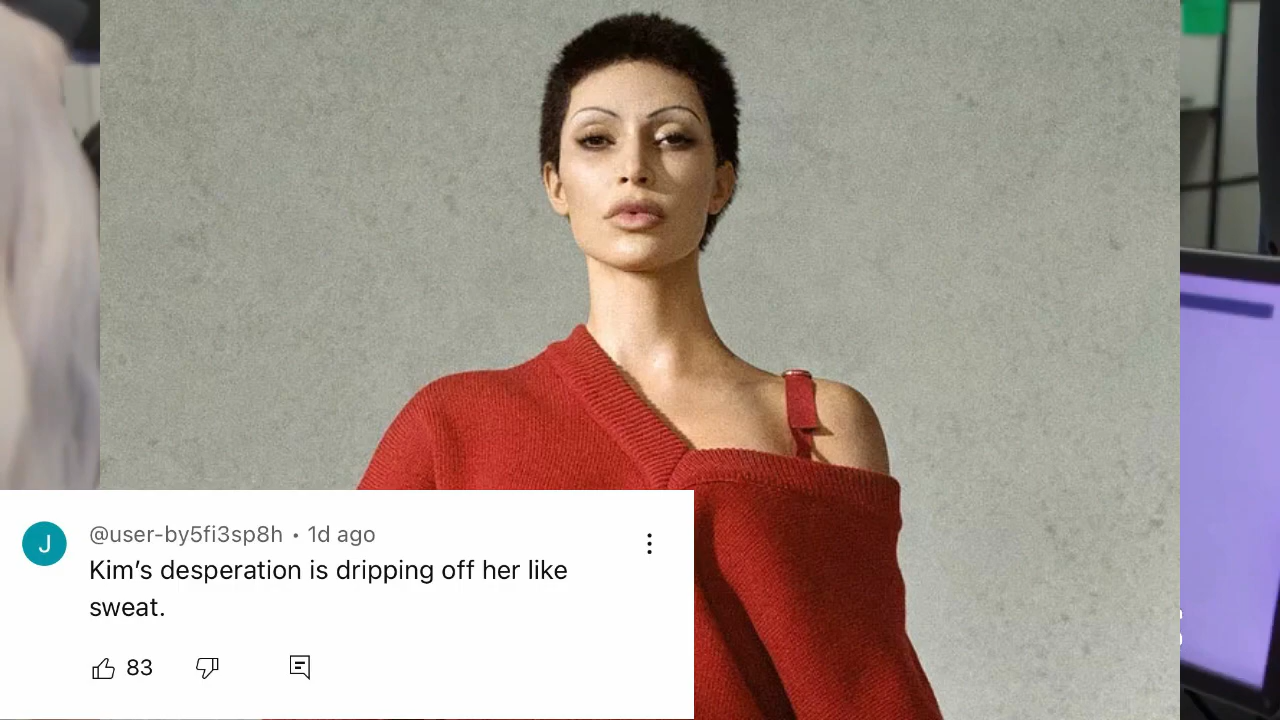 J
@user-by5fi3sp8h • 1d ago
Kim's desperation is dripping off her like
sweat.
83